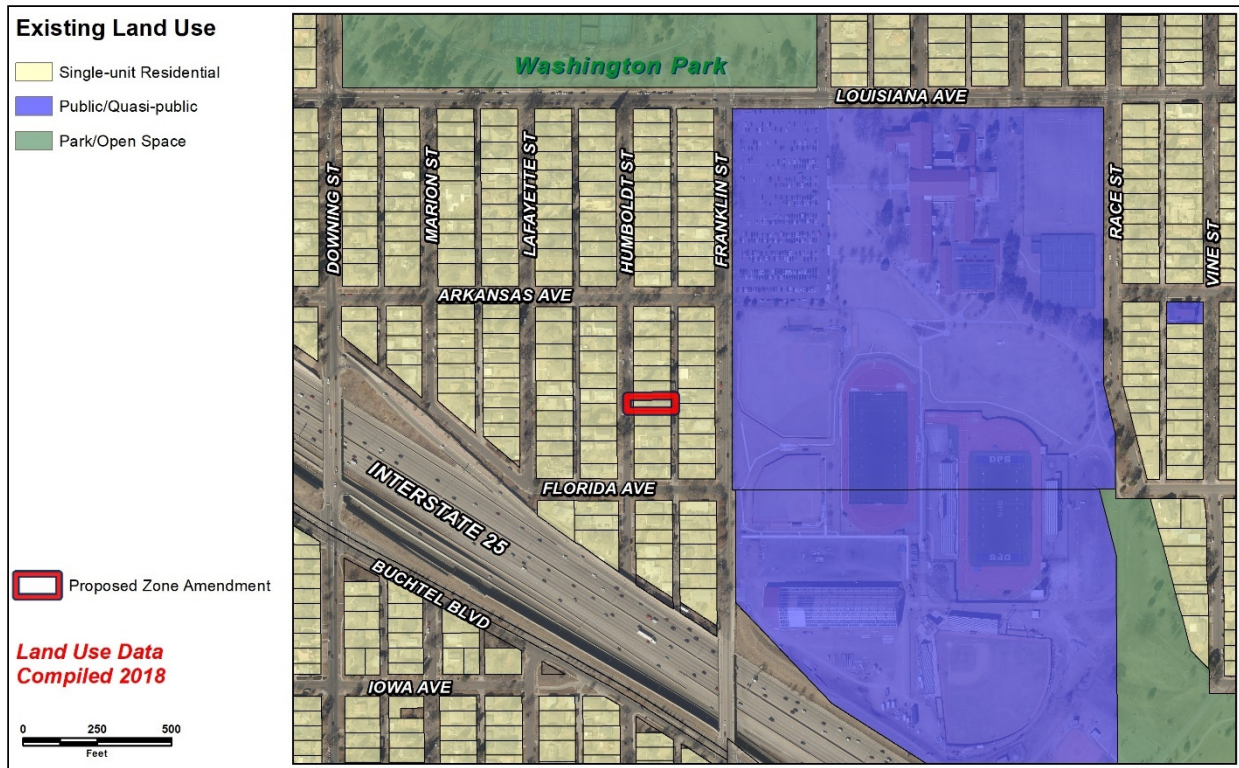 Existing Land Use
Single-unit Residential
Public/Quasi-public
Park/Open Space
Proposed Zone Amendment
Land Use Data
Compiled 2018
0 250 500
Feet
Washington Park
LOUISIANA AVE
DOWNING ST
MARION ST
LAFAYETTE ST
HUMBOLDT ST
FRANKLIN ST
RACE ST
VINE ST
ARKANSAS AVE
FLORIDA AVE
INTERSTATE 25
BUCHTEL BLVD
IOWA AVE
DPS
DPS